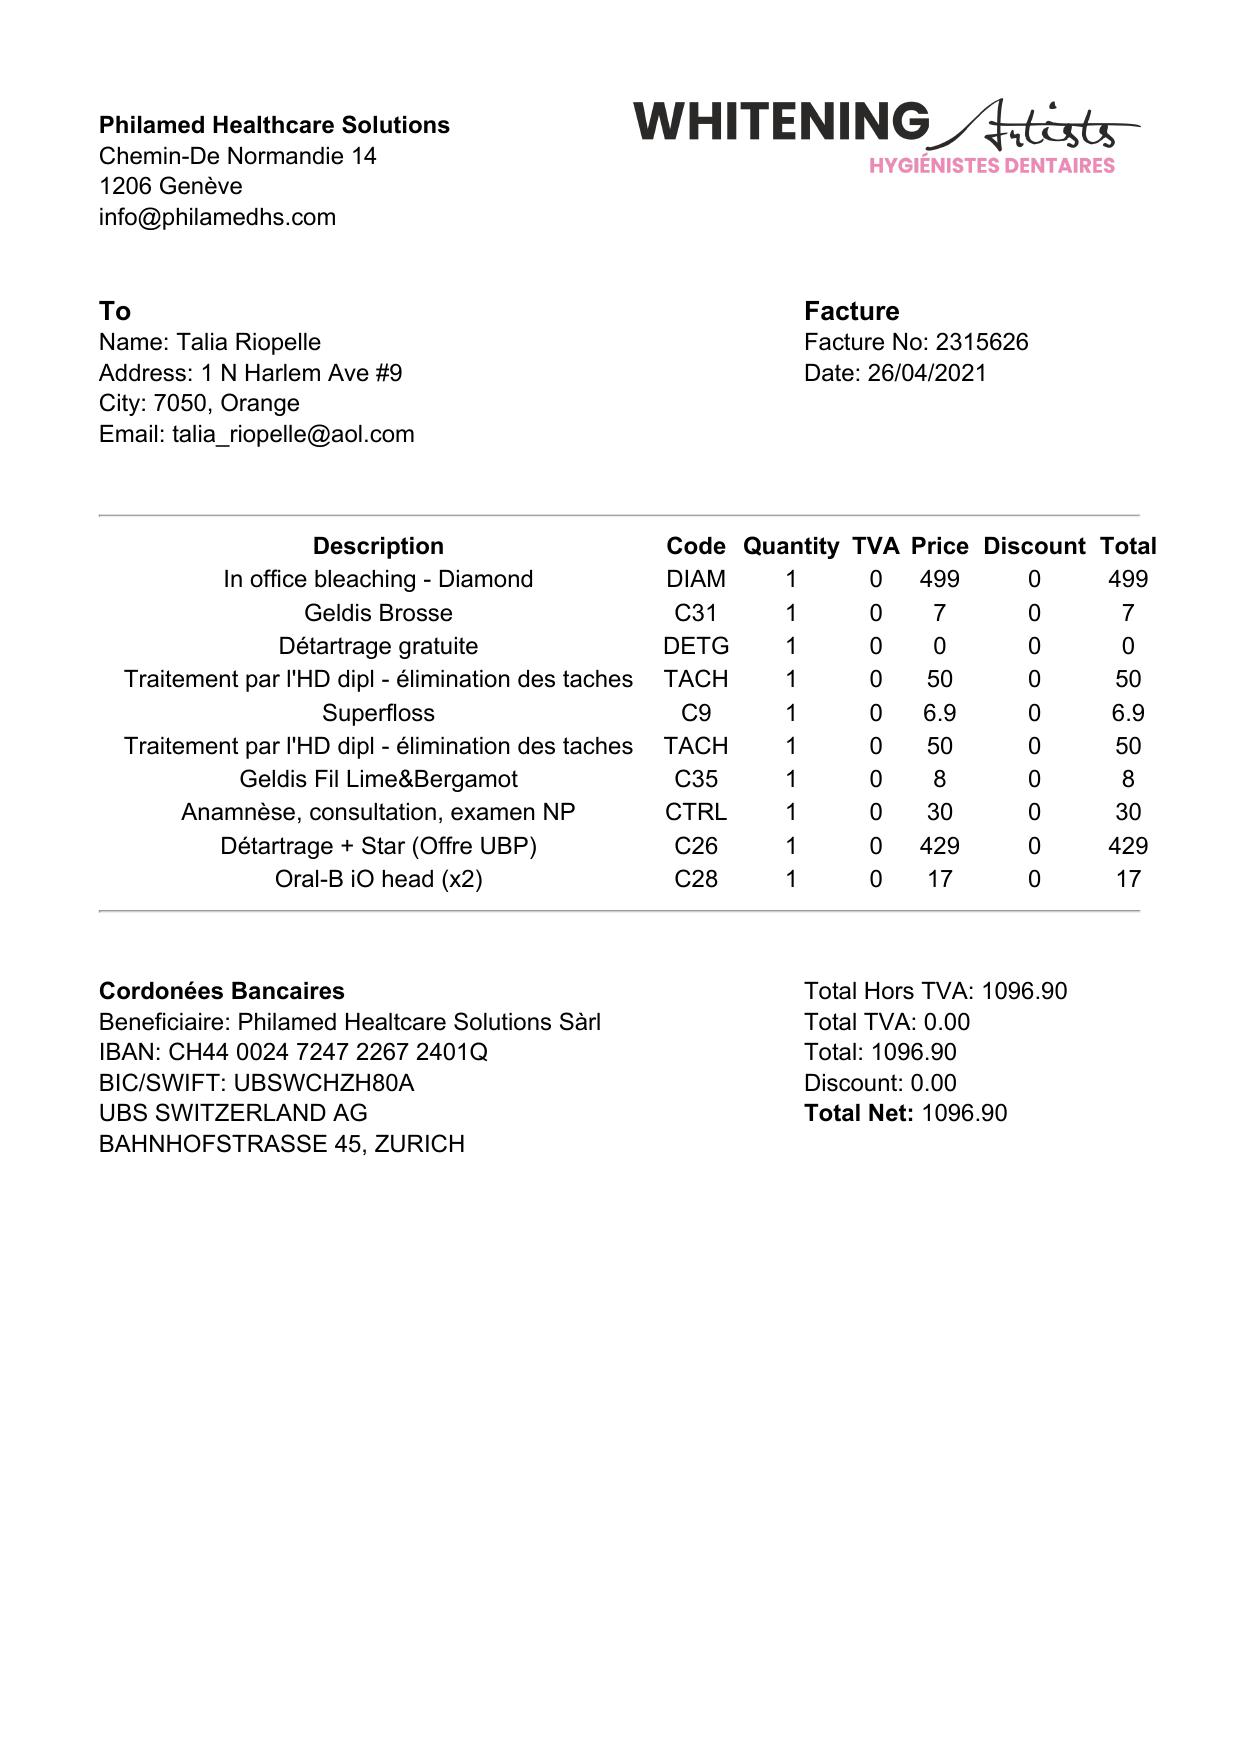 Philamed Healthcare Solutions
Chemin-De Normandie 14
1206 Genève
info@philamedhs.com
WHITENING Artists
HYGIÉNISTES DENTAIRES
To
Name: Talia Riopelle
Address: 1 N Harlem Ave #9
City: 7050, Orange
Email: talia_riopelle@aol.com
Facture
Facture No: 2315626
Date: 26/04/2021
Description Code Quantity TVA Price Discount Total
In office bleaching - Diamond DIAM 1 0 499 0 499
Geldis Brosse C31 1 0 7 0 7
Détartrage gratuite DETG 1 0 0 0 0
Traitement par l'HD dipl - élimination des taches TACH 1 0 50 0 50
Superfloss C9 1 0 6.9 0 6.9
Traitement par l'HD dipl - élimination des taches TACH 1 0 50 0 50
Geldis Fil Lime&Bergamot C35 1 0 8 0 8
Anamnèse, consultation, examen NP CTRL 1 0 30 0 30
Détartrage + Star (Offre UBP) C26 1 0 429 0 429
Oral-B iO head (x2) C28 1 0 17 0 17
Cordonées Bancaires
Beneficiaire: Philamed Healtcare Solutions Sàrl
IBAN: CH44 0024 7247 2267 2401Q
BIC/SWIFT: UBSWCHZH80A
UBS SWITZERLAND AG
BAHNHOFSTRASSE 45, ZURICH
Total Hors TVA: 1096.90
Total TVA: 0.00
Total: 1096.90
Discount: 0.00
Total Net: 1096.90